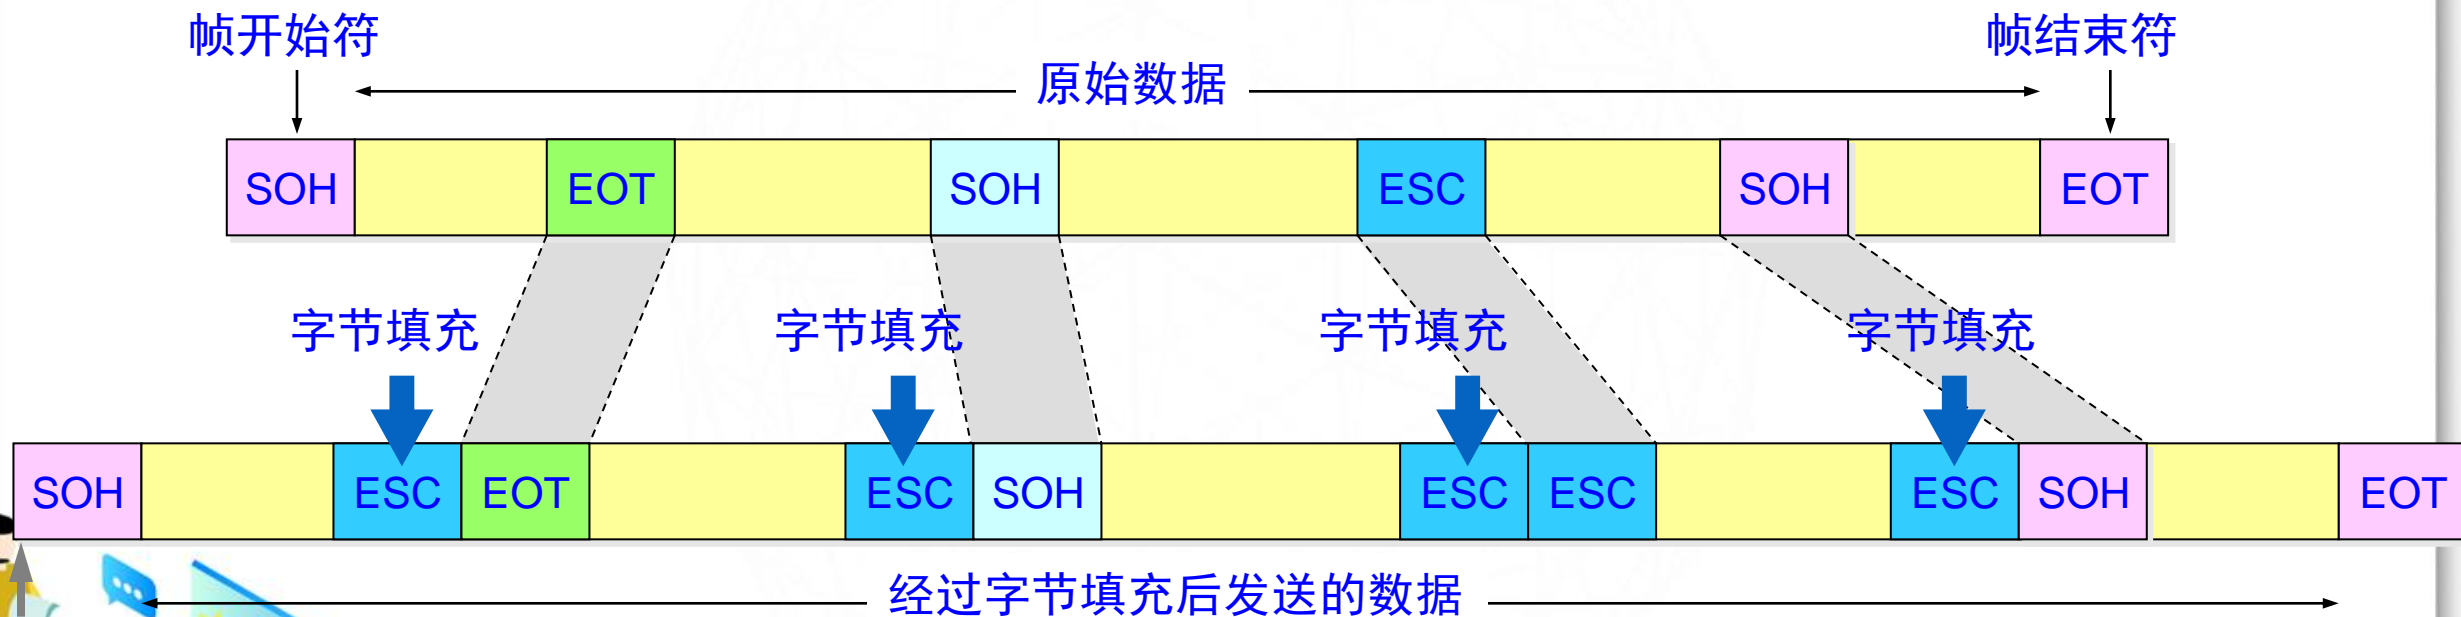 帧开始符
帧结束符
原始数据
SOH EOT SOH ESC SOH EOT
字节填充 字节填充 字节填充 字节填充
SOH ESC EOT ESC SOH ESC ESC ESC SOH EOT
经过字节填充后发送的数据